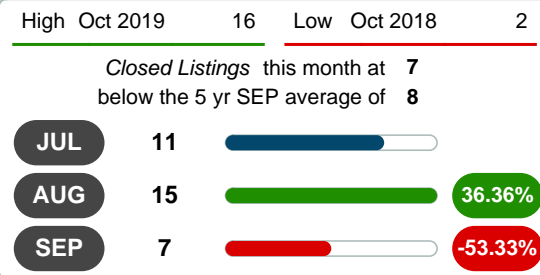 High Oct 2019 16 Low Oct 2018 2
Closed Listings this month at 7
below the 5 yr SEP average of 8
JUL 11
AUG 15 36.36%
SEP 7 -53.33%